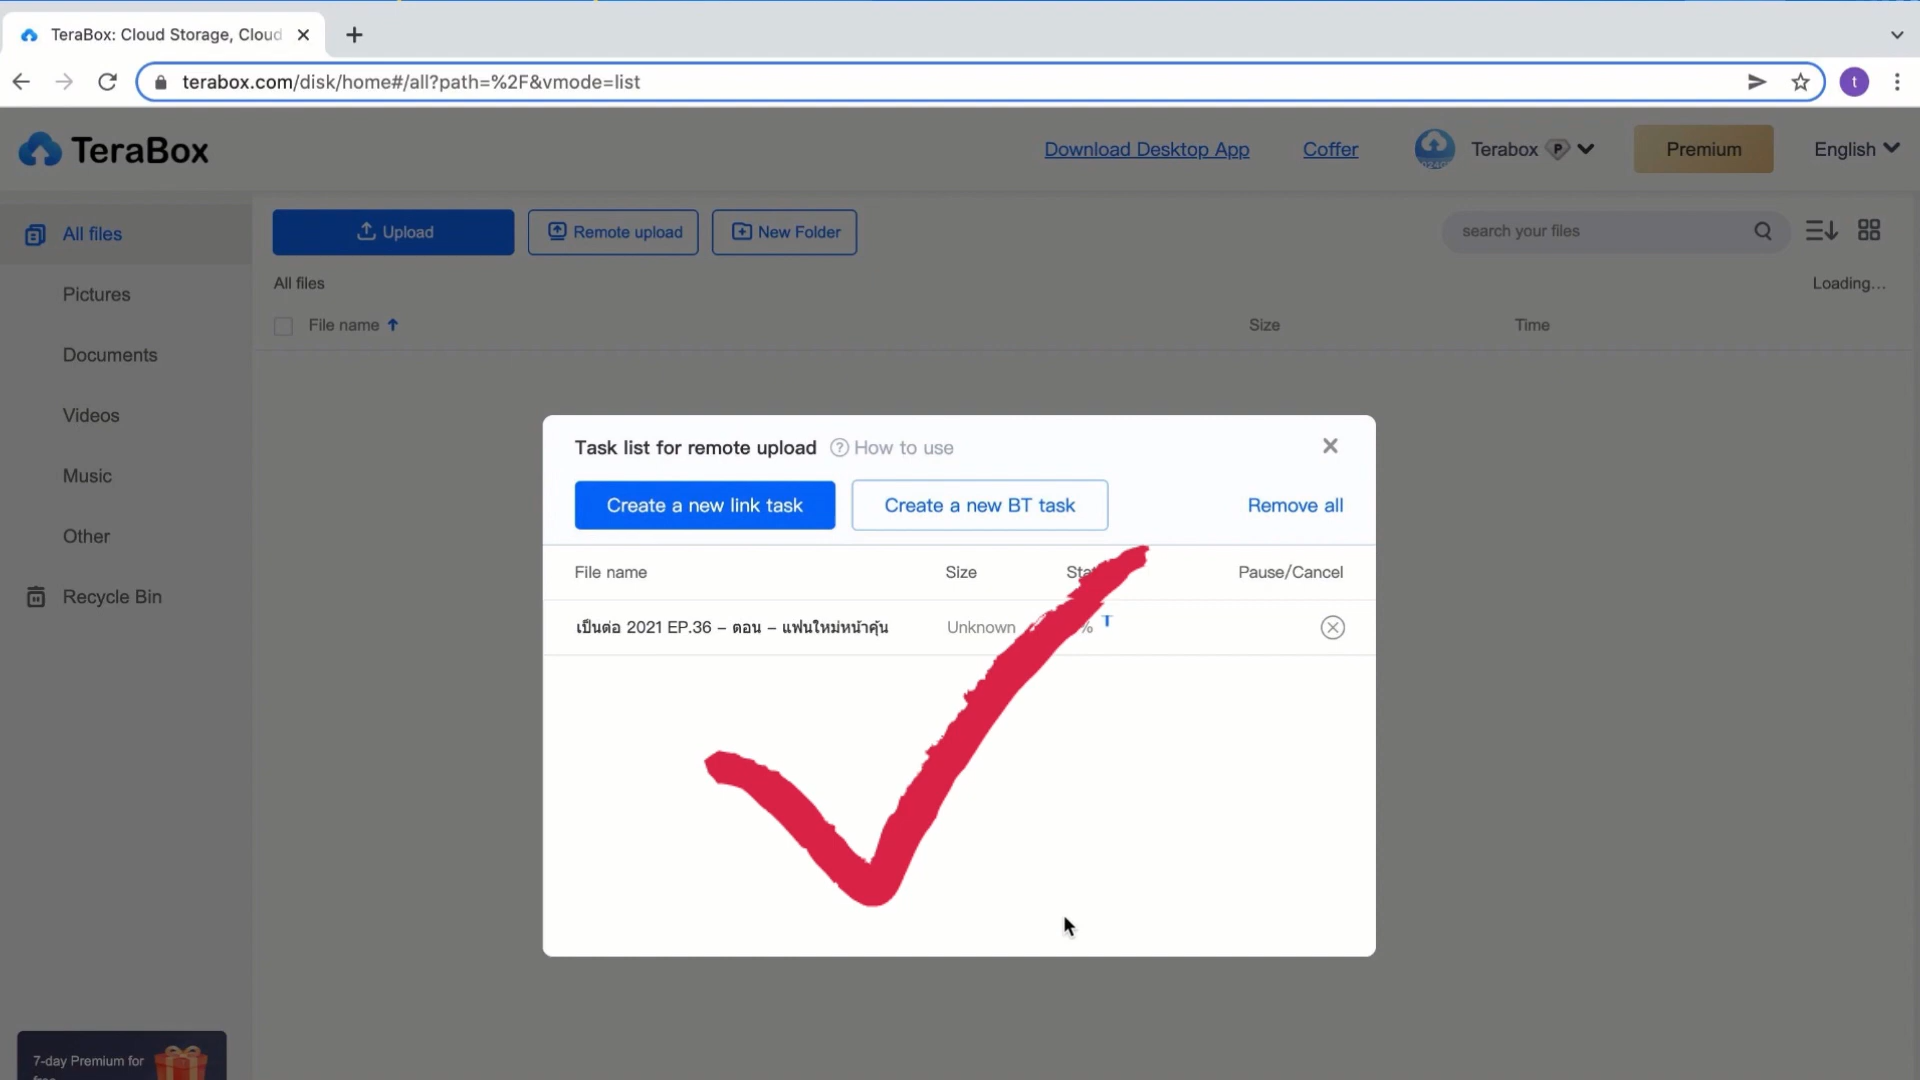 TeraBox: Cloud Storage, Cloud
terabox.com/disk/home#/all?path=%2F&vmode=list
t
TeraBox
Download Desktop App
Coffer
Terabox
P
Premium
English
All files
Upload
Remote upload
New Folder
search your files
Pictures
All files
Loading...
File name
Size
Time
Documents
Videos
Music
Other
Recycle Bin
Task list for remote upload
? How to use
Create a new link task
Create a new BT task
Remove all
File name
Size
Pause/Cancel
เป็นต่อ 2021 EP.36 – ตอน – แฟนใหม่หน้าคุ้น
Unknown
%
7-day Premium for